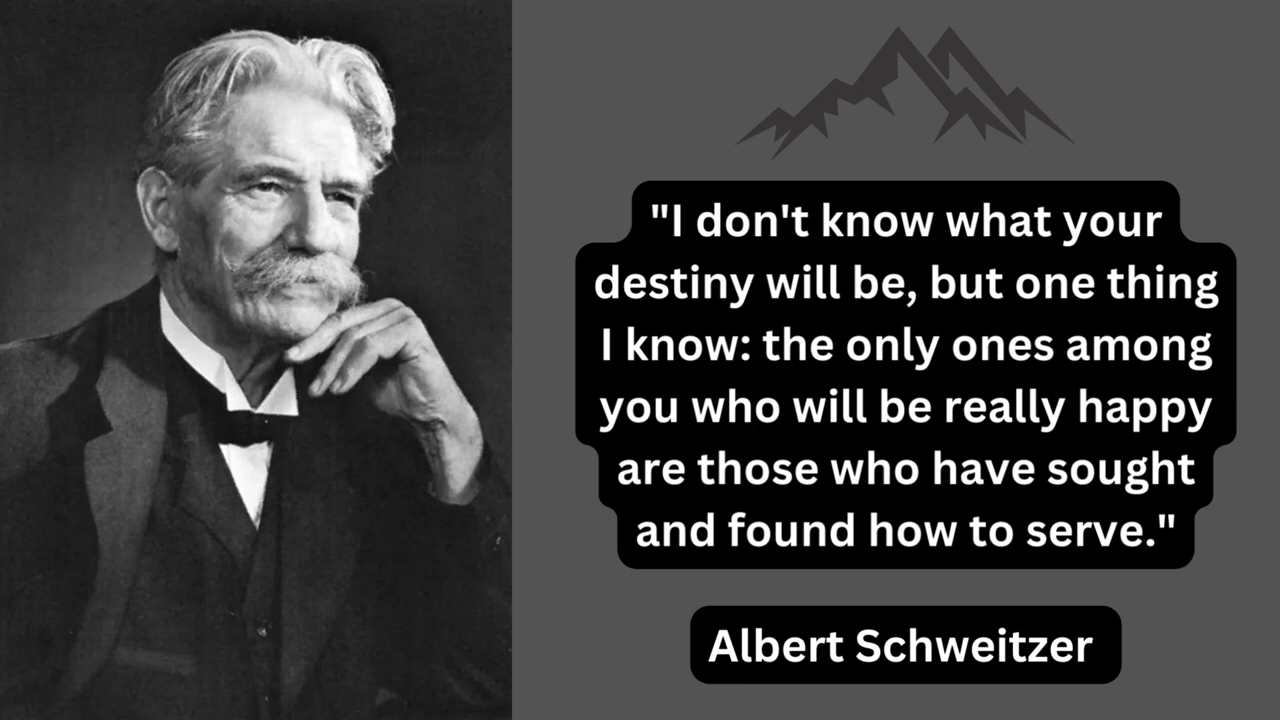 "I don't know what your
destiny will be, but one thing
I know: the only ones among
you who will be really happy
are those who have sought
and found how to serve."
Albert Schweitzer